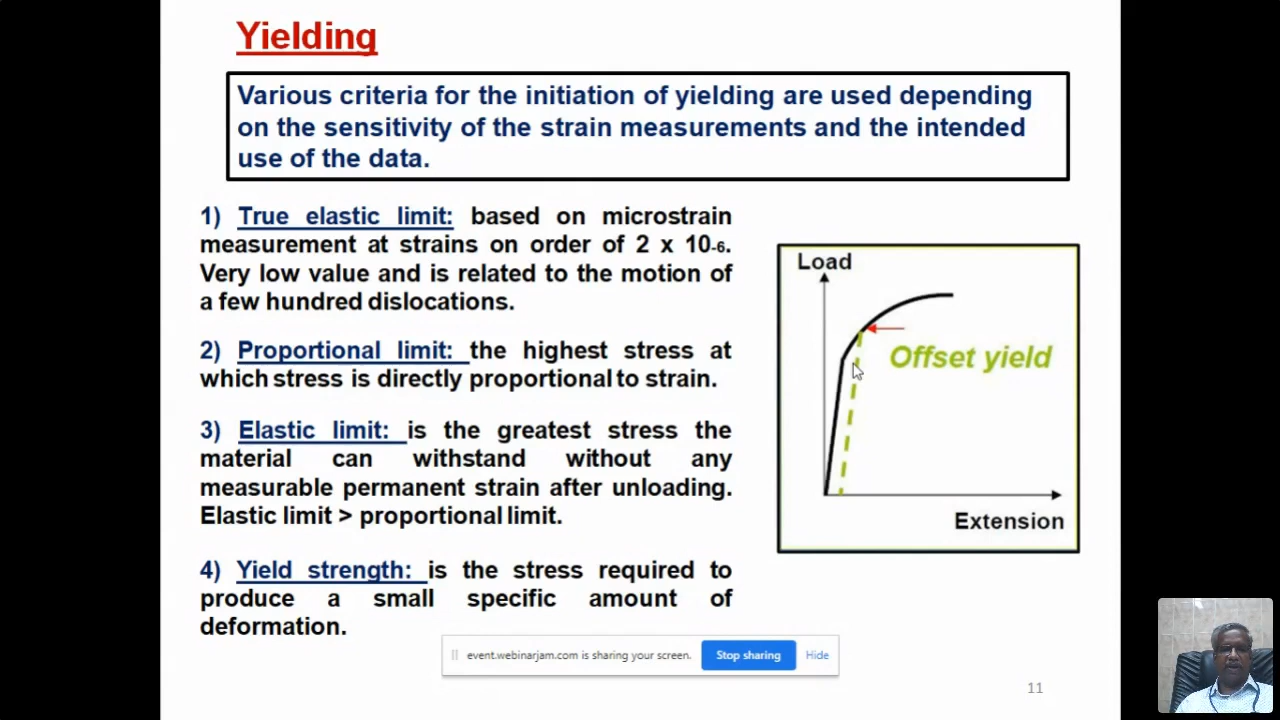 Yielding
Various criteria for the initiation of yielding are used depending
on the sensitivity of the strain measurements and the intended
use of the data.
1) True elastic limit: based on microstrain
measurement at strains on order of 2 x 10-6.
Very low value and is related to the motion of
a few hundred dislocations.
2) Proportional limit: the highest stress at
which stress is directly proportional to strain.
3) Elastic limit: is the greatest stress the
material can withstand without any
measurable permanent strain after unloading.
Elastic limit > proportional limit.
4) Yield strength: is the stress required to
produce a small specific amount of
deformation.
Load
Offset yield
Extension
event.webinarjam.com is sharing your screen.
Stop sharing
Hide
11